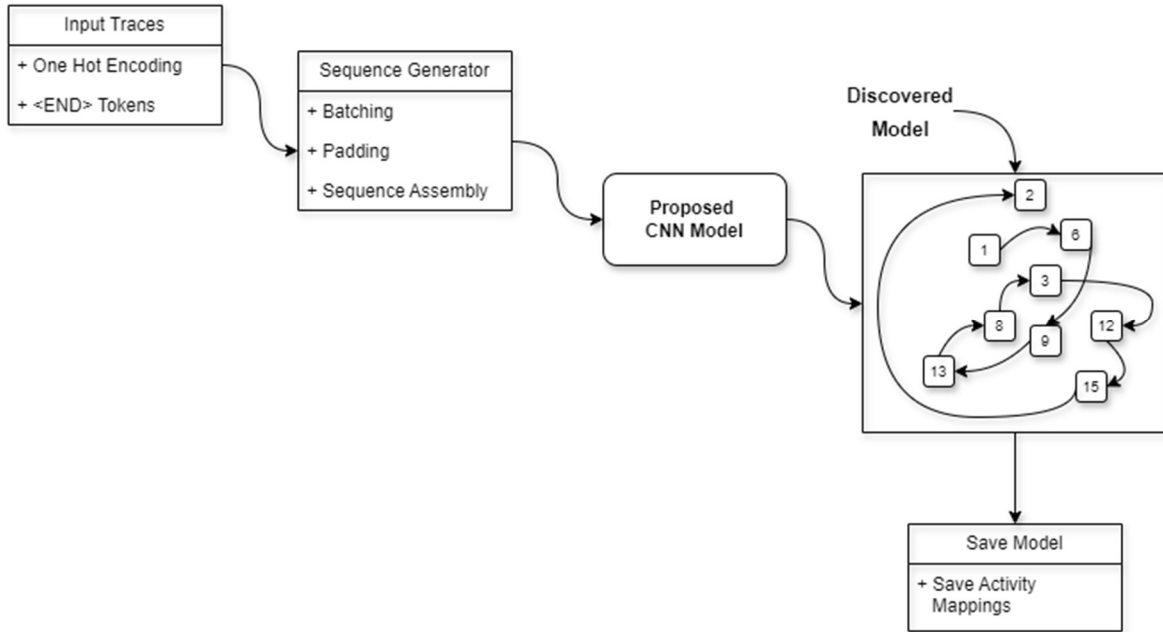 Input Traces
+ One Hot Encoding
+ <END> Tokens
Sequence Generator
+ Batching
+ Padding
+ Sequence Assembly
Proposed
CNN Model
Discovered
Model
2
6
1
3
8
12
9
13
15
Save Model
+ Save Activity
Mappings